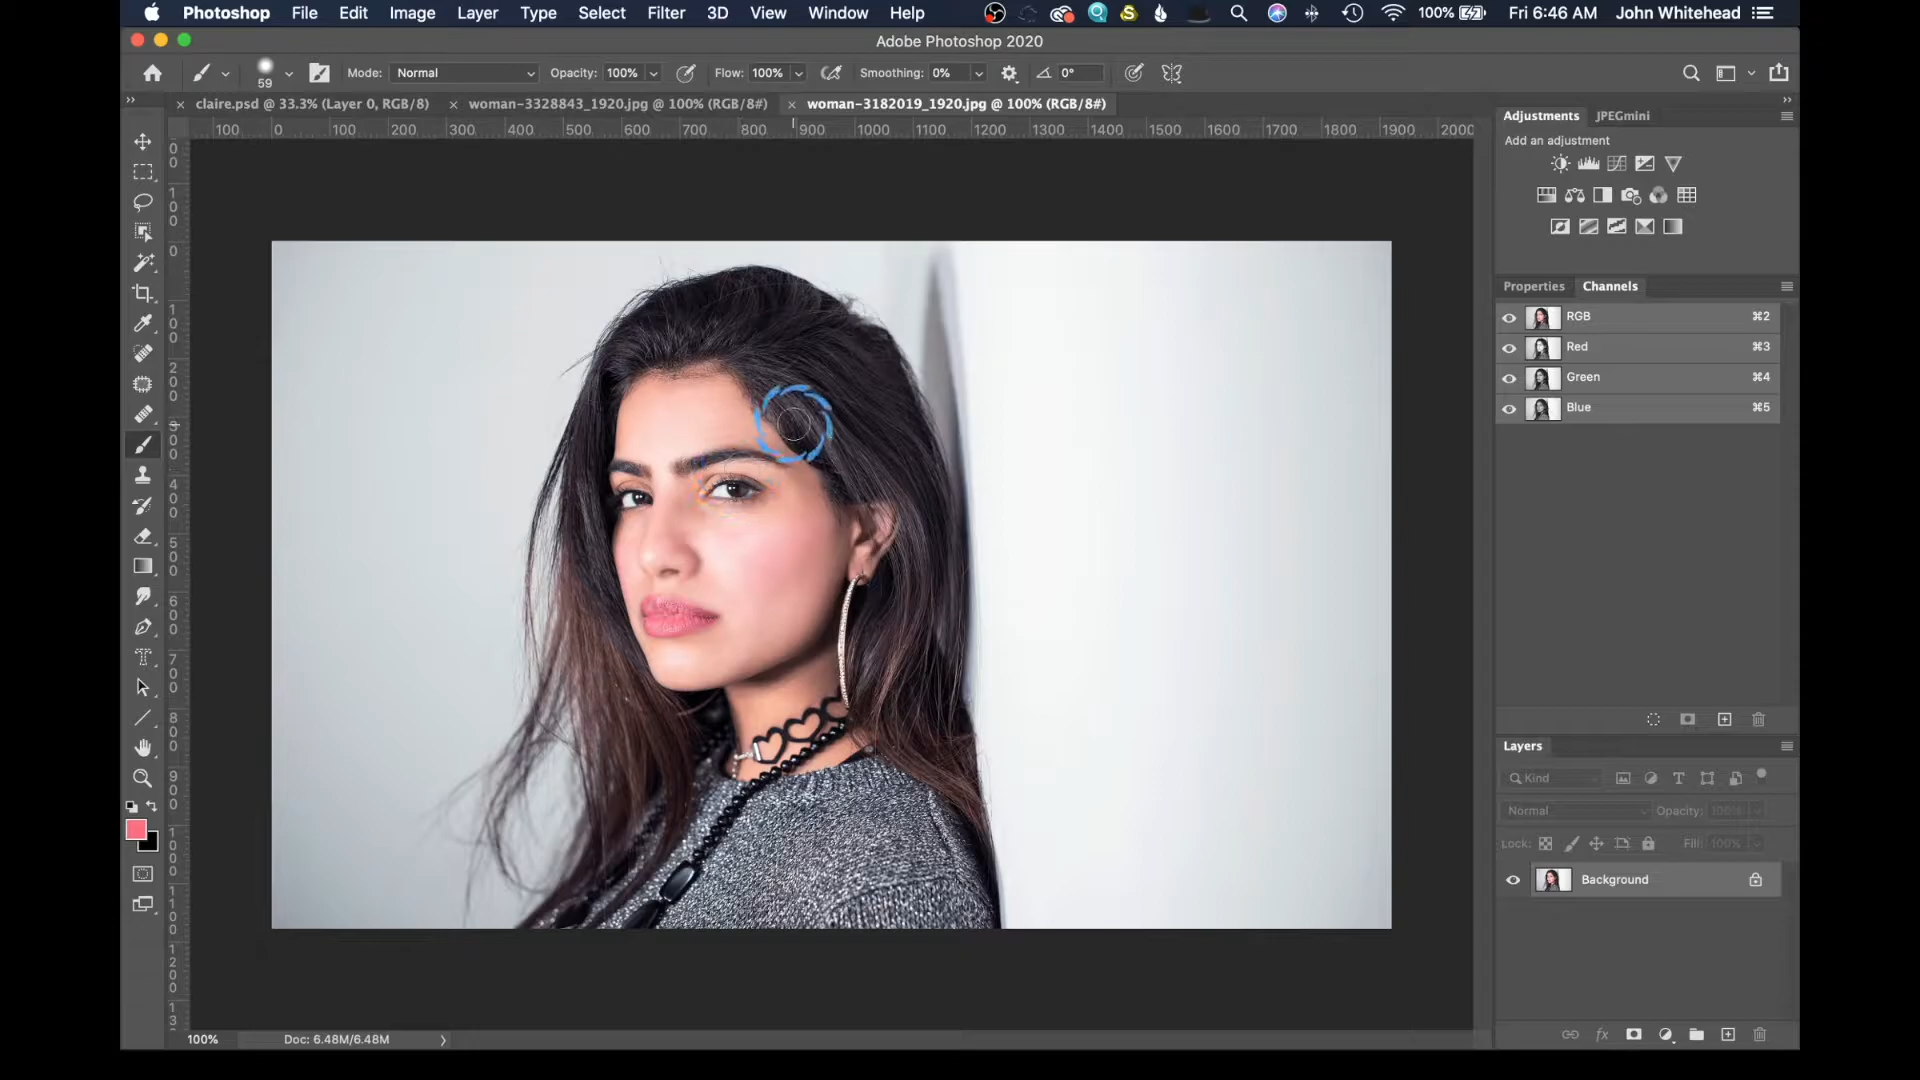 Photoshop File Edit Image Layer Type Select Filter 3D View Window Help 100% Fri 6:46 AM John Whitehead
Adobe Photoshop 2020
59 Mode: Normal Opacity: 100% Flow: 100% Smoothing: 0% 0°
claire.psd @ 33.3% (Layer 0, RGB/8) woman-3328843_1920.jpg @ 100% (RGB/8#) woman-3182019_1920.jpg @ 100% (RGB/8#)
100 0 100 200 300 400 500 600 700 800 900 1000 1100 1200 1300 1400 1500 1600 1700 1800 1900 2000
Adjustments JPEGmini
Add an adjustment
Properties Channels
RGB ⌘2
Red ⌘3
Green ⌘4
Blue ⌘5
Layers
Kind
Normal Opacity: 100%
Lock: Fill: 100%
Background
100% Doc: 6.48M/6.48M